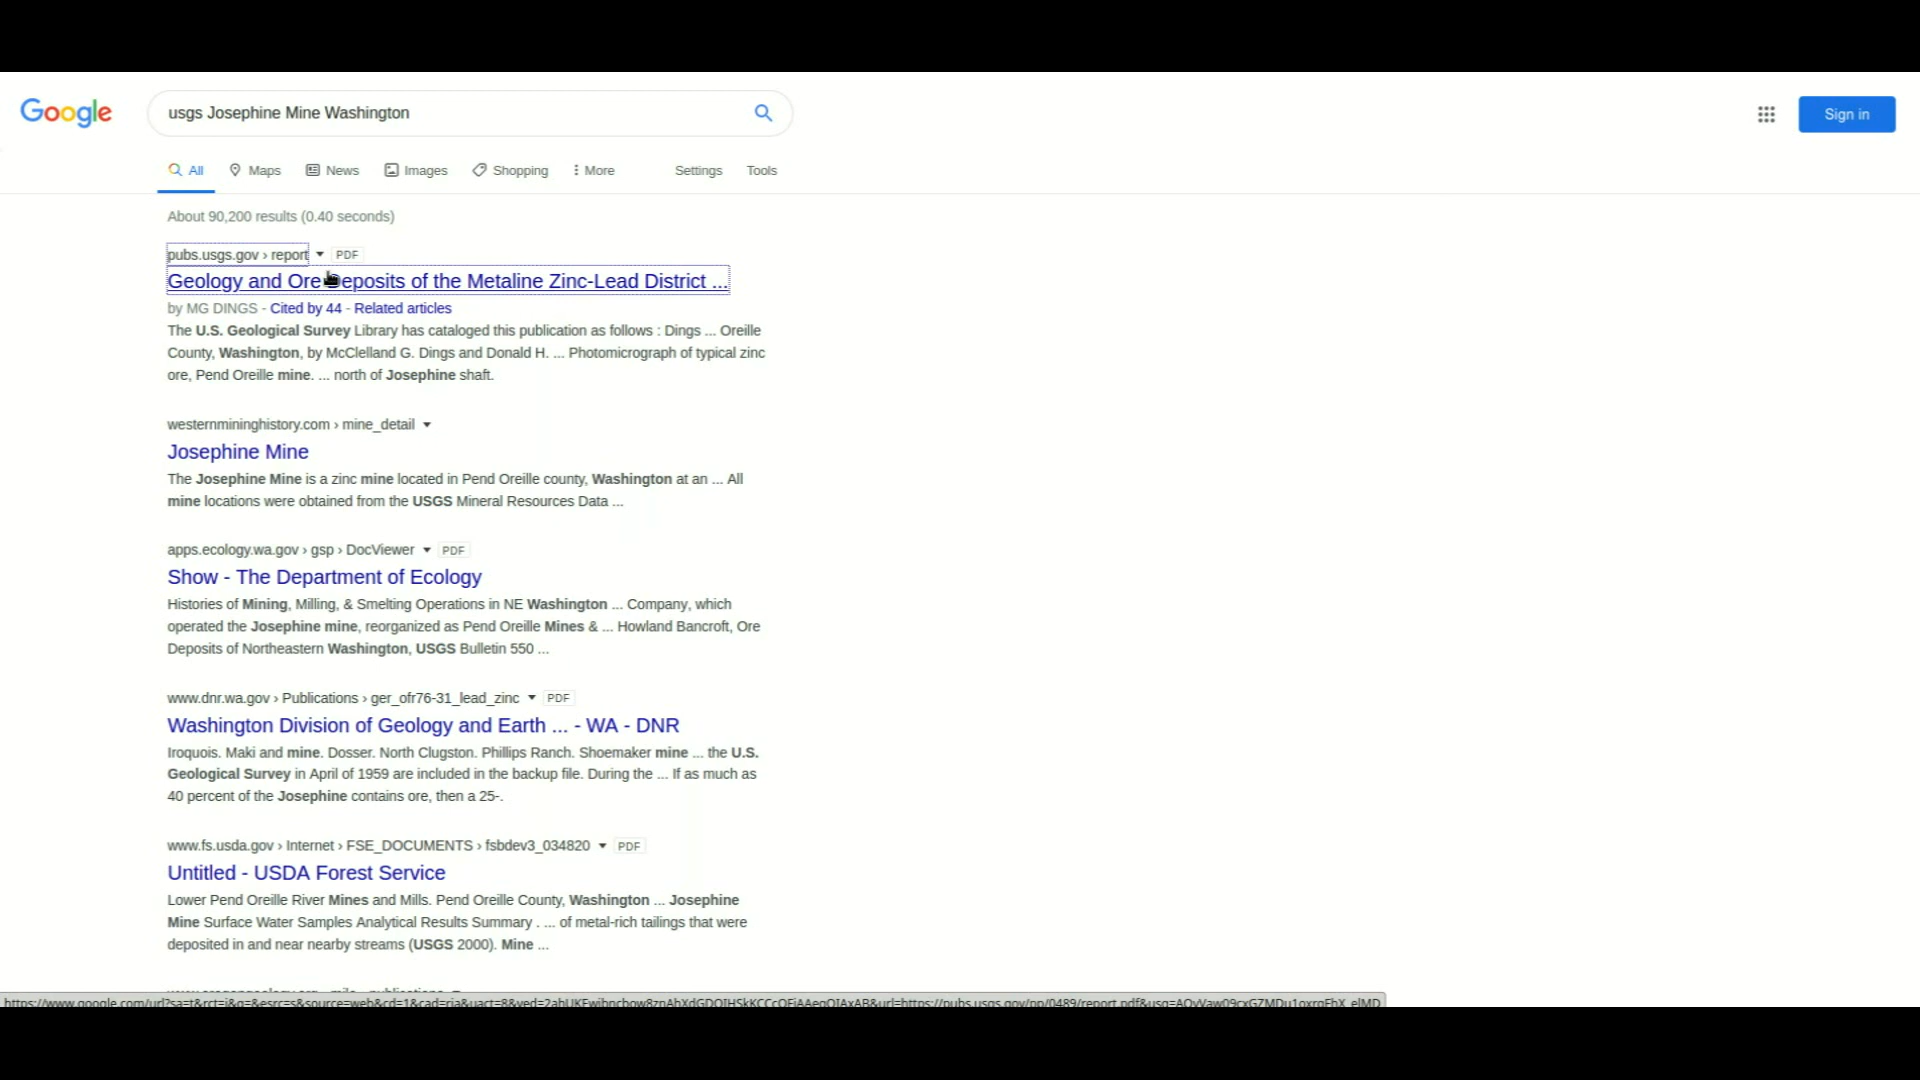 Google
usgs Josephine Mine Washington
Sign in
All Maps News Images Shopping More Settings Tools
About 90,200 results (0.40 seconds)
pubs.usgs.gov › report PDF
Geology and Ore Deposits of the Metaline Zinc-Lead District ...
by MG DINGS - Cited by 44 - Related articles
The U.S. Geological Survey Library has cataloged this publication as follows : Dings ... Oreille
County, Washington, by McClelland G. Dings and Donald H. ... Photomicrograph of typical zinc
ore, Pend Oreille mine. ... north of Josephine shaft.
westernmininghistory.com › mine_detail
Josephine Mine
The Josephine Mine is a zinc mine located in Pend Oreille county, Washington at an ... All
mine locations were obtained from the USGS Mineral Resources Data ...
apps.ecology.wa.gov › gsp › DocViewer PDF
Show - The Department of Ecology
Histories of Mining, Milling, & Smelting Operations in NE Washington ... Company, which
operated the Josephine mine, reorganized as Pend Oreille Mines & ... Howland Bancroft, Ore
Deposits of Northeastern Washington, USGS Bulletin 550 ...
www.dnr.wa.gov › Publications › ger_ofr76-31_lead_zinc PDF
Washington Division of Geology and Earth ... - WA - DNR
Iroquois. Maki and mine. Dosser. North Clugston. Phillips Ranch. Shoemaker mine ... the U.S.
Geological Survey in April of 1959 are included in the backup file. During the ... If as much as
40 percent of the Josephine contains ore, then a 25-.
www.fs.usda.gov › Internet › FSE_DOCUMENTS › fsbdev3_034820 PDF
Untitled - USDA Forest Service
Lower Pend Oreille River Mines and Mills. Pend Oreille County, Washington ... Josephine
Mine Surface Water Samples Analytical Results Summary . ... of metal-rich tailings that were
deposited in and near nearby streams (USGS 2000). Mine ...